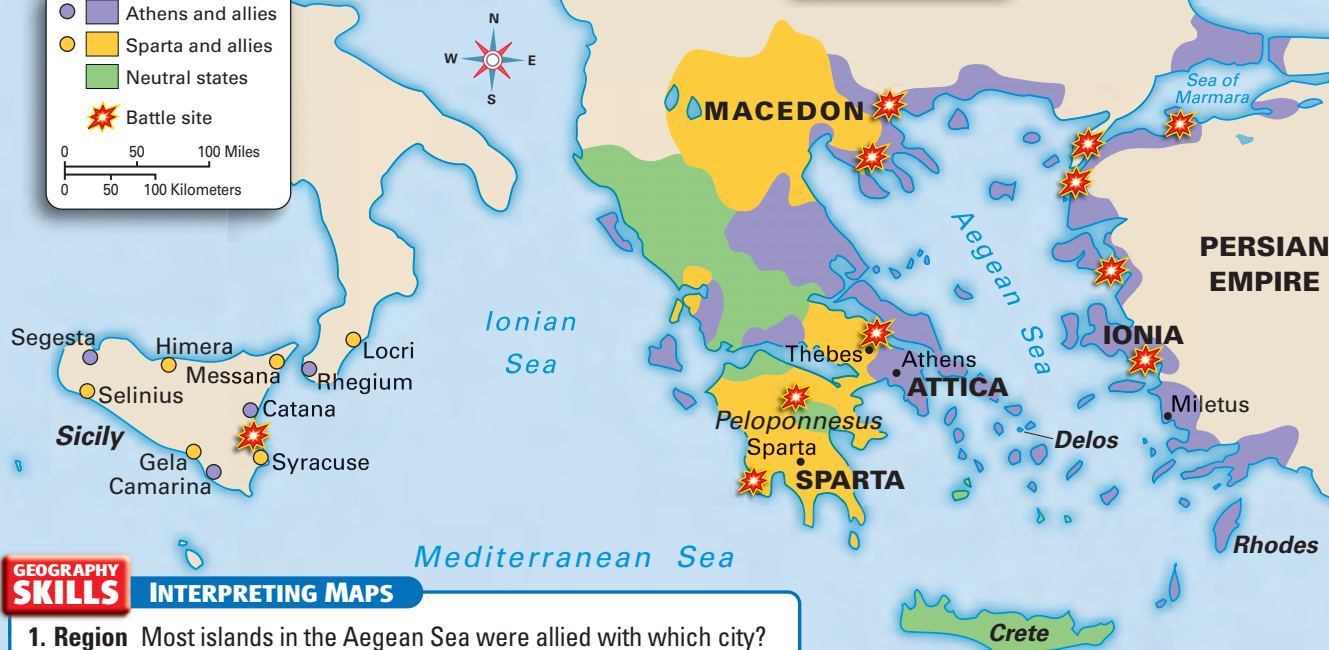 Athens and allies
Sparta and allies
Neutral states
Battle site
0 50 100 Miles
0 50 100 Kilometers
N
W E
S
MACEDON
Sea of
Marmara
Aegean Sea
PERSIAN
EMPIRE
IONIA
Ionian
Sea
Segesta
Himera
Messana
Locri
Rhegium
Selinius
Catana
Sicily
Gela
Camarina
Syracuse
Thebes
Athens
ATTICA
Peloponnesus
Sparta
SPARTA
Miletus
Delos
Rhodes
Mediterranean Sea
Crete
GEOGRAPHY
SKILLS
INTERPRETING MAPS
1. Region Most islands in the Aegean Sea were allied with which city?